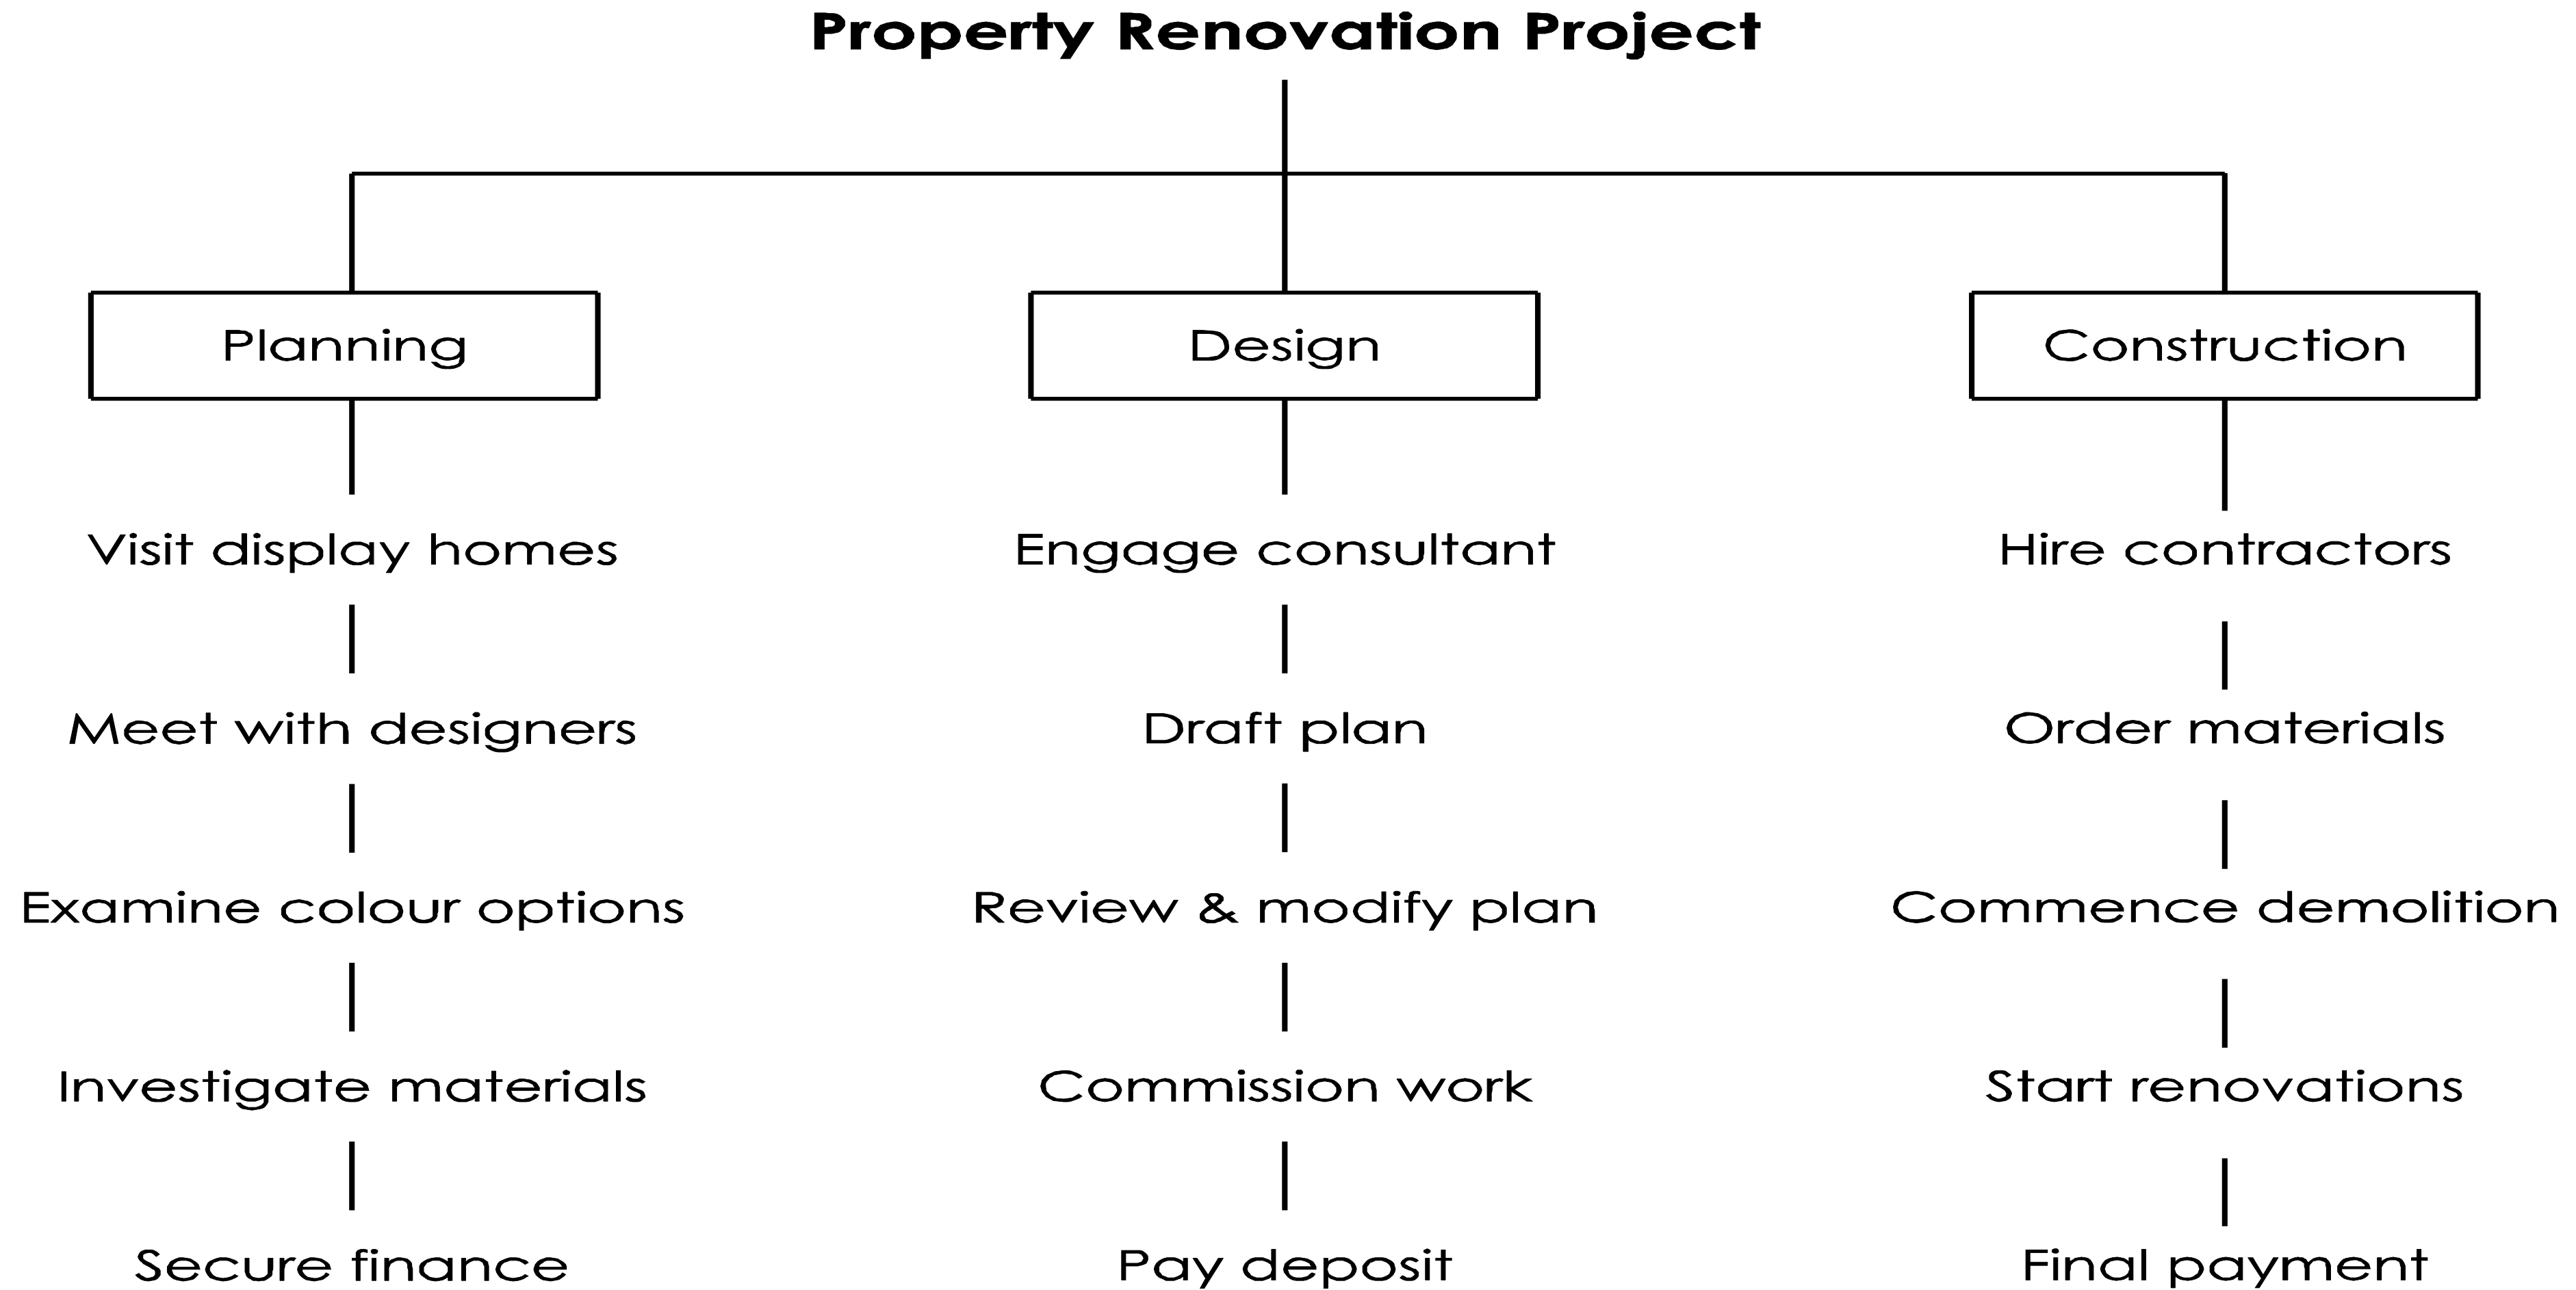 Property Renovation Project
Planning
Design
Construction
Visit display homes
Engage consultant
Hire contractors
Meet with designers
Draft plan
Order materials
Examine colour options
Review & modify plan
Commence demolition
Investigate materials
Commission work
Start renovations
Secure finance
Pay deposit
Final payment